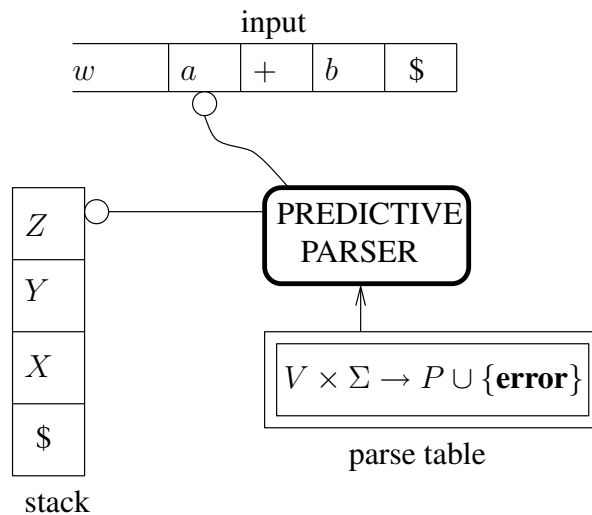 input
w a + b $
Z
Y
X
$
stack
PREDICTIVE
PARSER
V × Σ → P ∪ {error}
parse table